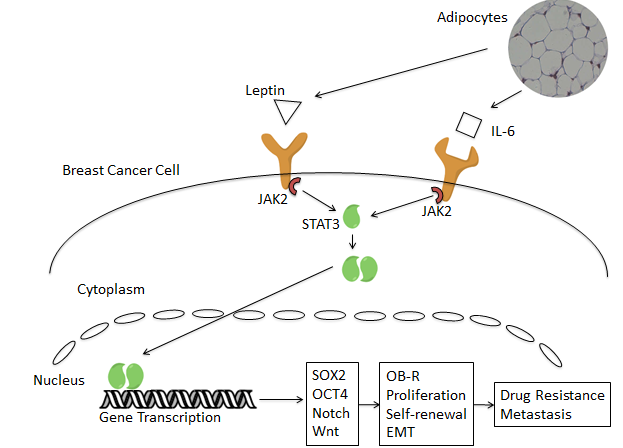 Adipocytes
Leptin
IL-6
Breast Cancer Cell
JAK2
JAK2
STAT3
Cytoplasm
Nucleus
Gene Transcription
SOX2
OCT4
Notch
Wnt
OB-R
Proliferation
Self-renewal
EMT
Drug Resistance
Metastasis